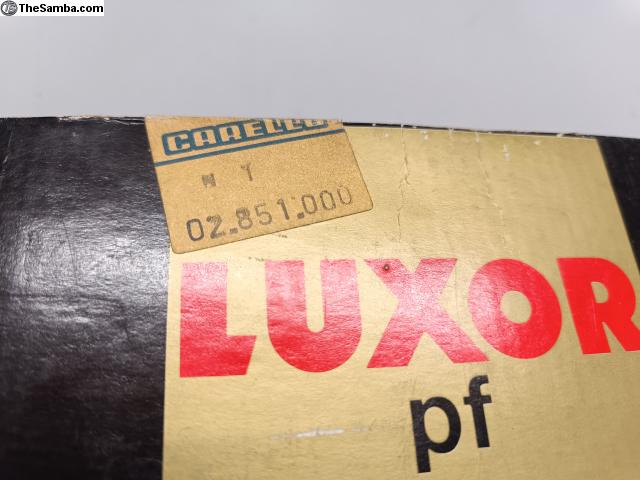 TheSamba.com
CARELLO
N 1
02.851.000
LUXOR
pf